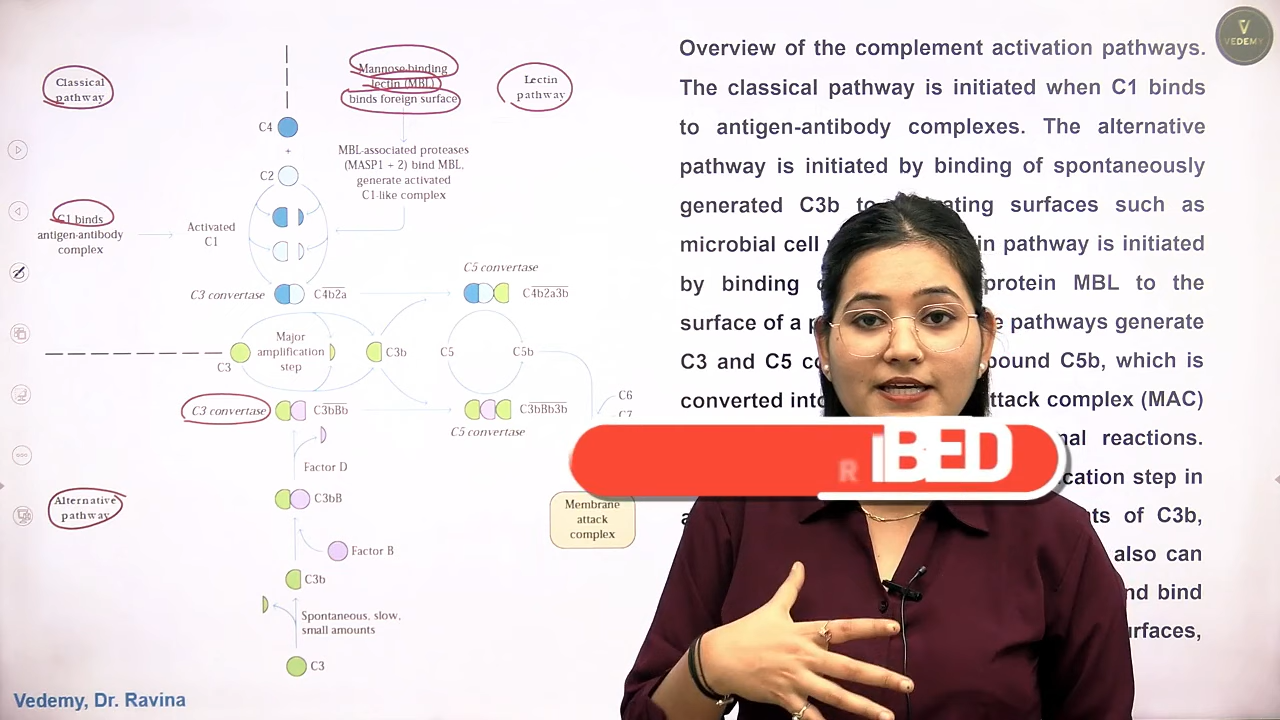 VEDEMY
Overview of the complement activation pathways.
The classical pathway is initiated when C1 binds
to antigen-antibody complexes. The alternative
pathway is initiated by binding of spontaneously
generated C3b to ating surfaces such as
microbial cell in pathway is initiated
by binding protein MBL to the
surface of a pathways generate
C3 and C5 bound C5b, which is
converted into attack complex (MAC)
reactions.
step in
of C3b,
also can
bind
Classical
pathway
Mannose binding
lectin (MBL)
binds foreign surface
Lectin
pathway
C4
+
C2
MBL-associated proteases
(MASP1 + 2) bind MBL,
generate activated
C1-like complex
C1 binds
antigen-antibody
complex
Activated
C1
C5 convertase
C3 convertase
C4b2a
C4b2a3b
Major
amplification
step
C3
C3b
C5
C5b
C6
C7
C3 convertase
C3bBb
C3bBb3b
C5 convertase
Factor D
C3bB
Alternative
pathway
Membrane
attack
complex
Factor B
C3b
Spontaneous, slow,
small amounts
C3
R IBED
Vedemy, Dr. Ravina